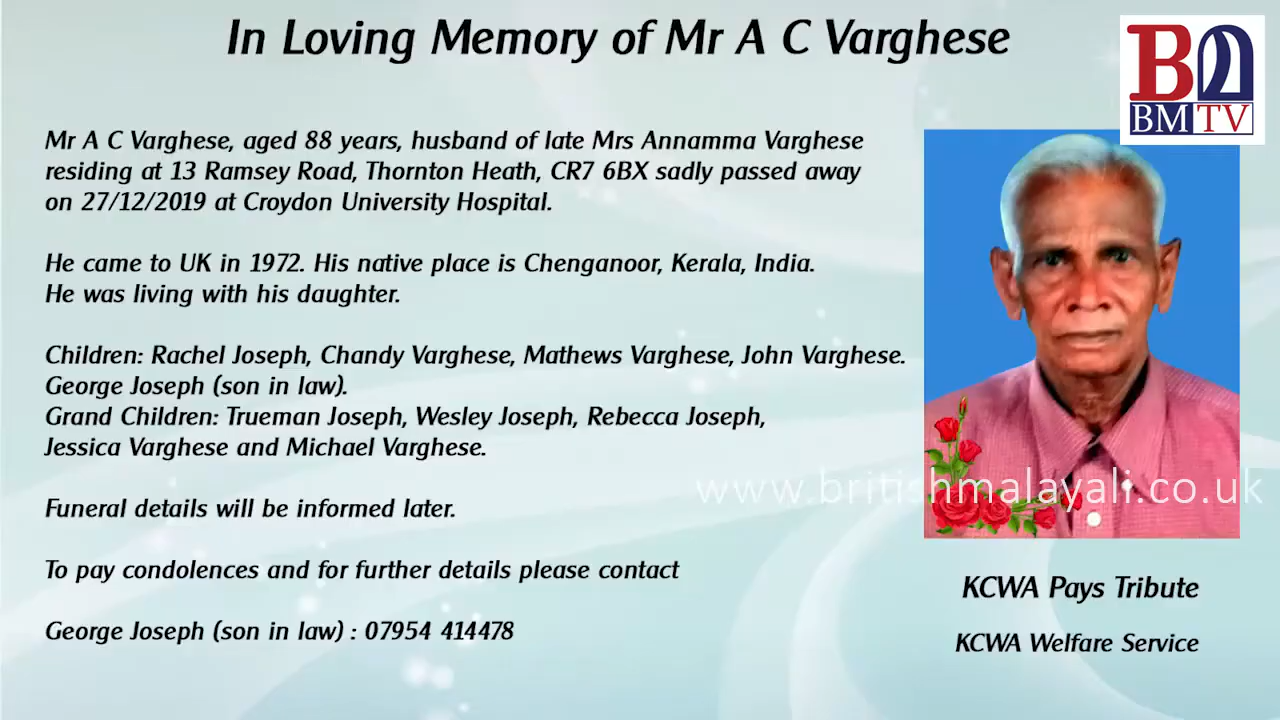 In Loving Memory of Mr A C Varghese
BM TV
Mr A C Varghese, aged 88 years, husband of late Mrs Annamma Varghese
residing at 13 Ramsey Road, Thornton Heath, CR7 6BX sadly passed away
on 27/12/2019 at Croydon University Hospital.
He came to UK in 1972. His native place is Chenganoor, Kerala, India.
He was living with his daughter.
Children: Rachel Joseph, Chandy Varghese, Mathews Varghese, John Varghese.
George Joseph (son in law).
Grand Children: Trueman Joseph, Wesley Joseph, Rebecca Joseph,
Jessica Varghese and Michael Varghese.
www.britishmalayali.co.uk
Funeral details will be informed later.
To pay condolences and for further details please contact
George Joseph (son in law) : 07954 414478
KCWA Pays Tribute
KCWA Welfare Service